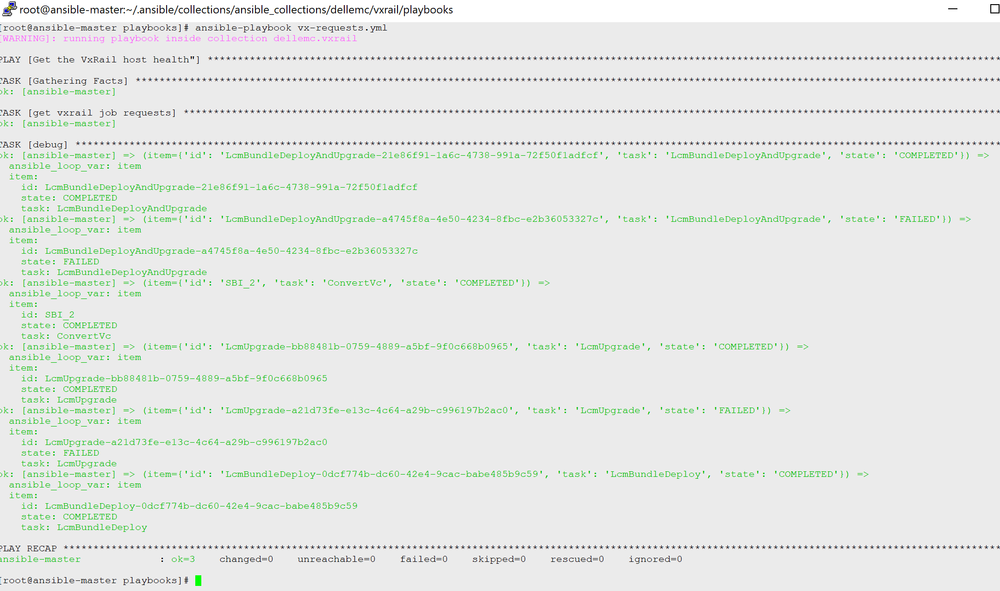 root@ansible-master:~/.ansible/collections/ansible_collections/dellemc/vxrail/playbooks
[root@ansible-master playbooks]# ansible-playbook vx-requests.yml
[WARNING]: running playbook inside collection dellemc.vxrail
PLAY [Get the VxRail host health"] ***********************************************************************************************************************************
TASK [Gathering Facts] ***********************************************************************************************************************************************
ok: [ansible-master]
TASK [get vxrail job requests] ***************************************************************************************************************************************
ok: [ansible-master]
TASK [debug] *********************************************************************************************************************************************************
ok: [ansible-master] => (item={'id': 'LcmBundleDeployAndUpgrade-21e86f91-1a6c-4738-991a-72f50f1adfcf', 'task': 'LcmBundleDeployAndUpgrade', 'state': 'COMPLETED'}) =>
  ansible_loop_var: item
  item:
    id: LcmBundleDeployAndUpgrade-21e86f91-1a6c-4738-991a-72f50f1adfcf
    state: COMPLETED
    task: LcmBundleDeployAndUpgrade
ok: [ansible-master] => (item={'id': 'LcmBundleDeployAndUpgrade-a4745f8a-4e50-4234-8fbc-e2b36053327c', 'task': 'LcmBundleDeployAndUpgrade', 'state': 'FAILED'}) =>
  ansible_loop_var: item
  item:
    id: LcmBundleDeployAndUpgrade-a4745f8a-4e50-4234-8fbc-e2b36053327c
    state: FAILED
    task: LcmBundleDeployAndUpgrade
ok: [ansible-master] => (item={'id': 'SBI_2', 'task': 'ConvertVc', 'state': 'COMPLETED'}) =>
  ansible_loop_var: item
  item:
    id: SBI_2
    state: COMPLETED
    task: ConvertVc
ok: [ansible-master] => (item={'id': 'LcmUpgrade-bb88481b-0759-4889-a5bf-9f0c668b0965', 'task': 'LcmUpgrade', 'state': 'COMPLETED'}) =>
  ansible_loop_var: item
  item:
    id: LcmUpgrade-bb88481b-0759-4889-a5bf-9f0c668b0965
    state: COMPLETED
    task: LcmUpgrade
ok: [ansible-master] => (item={'id': 'LcmUpgrade-a21d73fe-e13c-4c64-a29b-c996197b2ac0', 'task': 'LcmUpgrade', 'state': 'FAILED'}) =>
  ansible_loop_var: item
  item:
    id: LcmUpgrade-a21d73fe-e13c-4c64-a29b-c996197b2ac0
    state: FAILED
    task: LcmUpgrade
ok: [ansible-master] => (item={'id': 'LcmBundleDeploy-0dcf774b-dc60-42e4-9cac-babe485b9c59', 'task': 'LcmBundleDeploy', 'state': 'COMPLETED'}) =>
  ansible_loop_var: item
  item:
    id: LcmBundleDeploy-0dcf774b-dc60-42e4-9cac-babe485b9c59
    state: COMPLETED
    task: LcmBundleDeploy
PLAY RECAP ***********************************************************************************************************************************************************
ansible-master             : ok=3    changed=0    unreachable=0    failed=0    skipped=0    rescued=0    ignored=0
[root@ansible-master playbooks]#